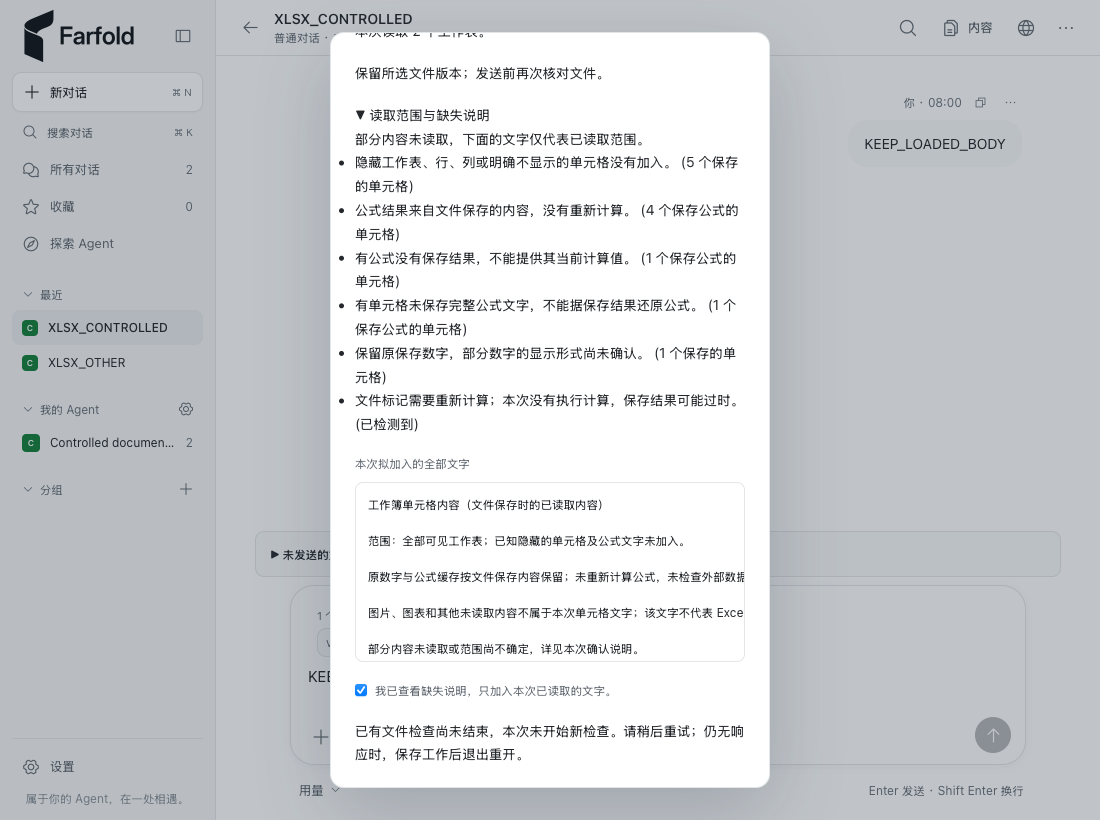 Farfold
新对话
⌘ N
搜索对话
⌘ K
所有对话
2
收藏
0
探索 Agent
最近
C
XLSX_CONTROLLED
C
XLSX_OTHER
我的 Agent
C
Controlled documen...
2
分组
设置
属于你的 Agent，在一处相遇。
XLSX_CONTROLLED
普通对话 ·
内容
你 · 08:00
KEEP_LOADED_BODY
本次读取 2 个工作表。
保留所选文件版本；发送前再次核对文件。
▼ 读取范围与缺失说明
部分内容未读取，下面的文字仅代表已读取范围。
• 隐藏工作表、行、列或明确不显示的单元格没有加入。 (5 个保存
的单元格)
• 公式结果来自文件保存的内容，没有重新计算。 (4 个保存公式的
单元格)
• 有公式没有保存结果，不能提供其当前计算值。 (1 个保存公式的
单元格)
• 有单元格未保存完整公式文字，不能据保存结果还原公式。 (1 个
保存公式的单元格)
• 保留原保存数字，部分数字的显示形式尚未确认。 (1 个保存的单
元格)
• 文件标记需要重新计算；本次没有执行计算，保存结果可能过时。
(已检测到)
本次拟加入的全部文字
工作簿单元格内容（文件保存时的已读取内容）
范围：全部可见工作表；已知隐藏的单元格及公式文字未加入。
原数字与公式缓存按文件保存内容保留；未重新计算公式，未检查外部数据
图片、图表和其他未读取内容不属于本次单元格文字；该文字不代表 Exce
部分内容未读取或范围尚不确定，详见本次确认说明。
我已查看缺失说明，只加入本次已读取的文字。
已有文件检查尚未结束，本次未开始新检查。请稍后重试；仍无响
应时，保存工作后退出重开。
▶ 未发送的
1
KEE
用量
Enter 发送 · Shift Enter 换行